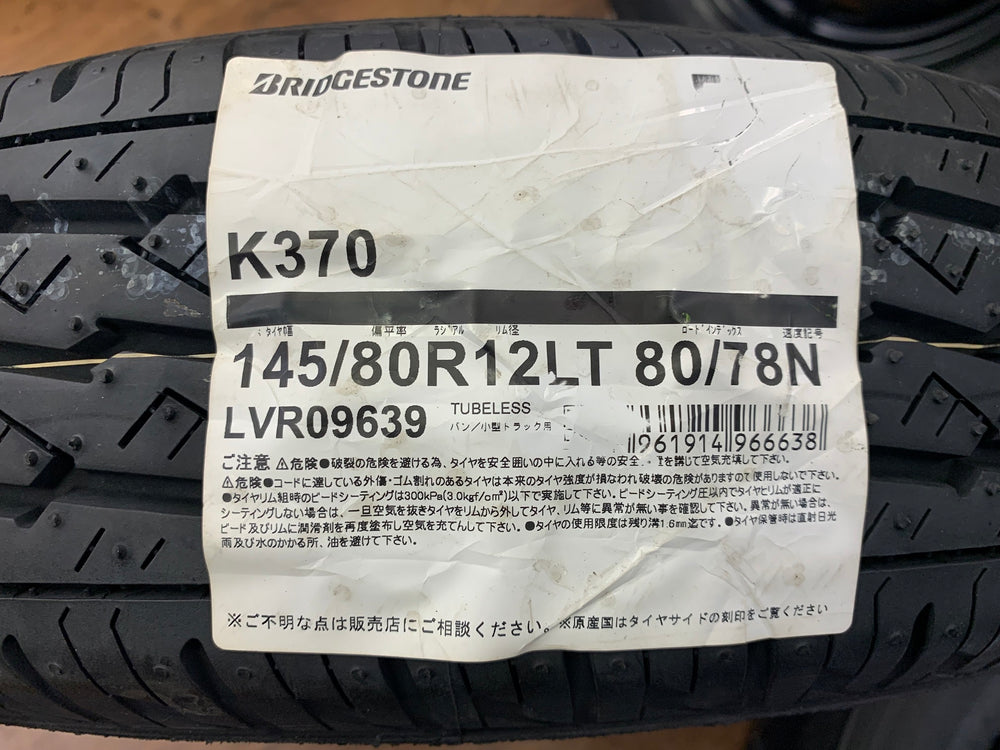 BRIDGESTONE
K370
タイヤ幅 偏平率 ラジアル リム径 ロードインデックス 速度記号
145/80R12LT 80/78N
LVR09639 TUBELESS
バン/小型トラック用
961914 966638
ご注意 ⚠危険●破裂の危険を避ける為、タイヤを安全囲いの中に入れる等の安全 を講じて空気充填して下さい。
⚠危険●コードに達している外傷・ゴム割れのあるタイヤは本来のタイヤ強度が損なわれ破壊の危険がありますので使用しないで下さい。
●タイヤリム組時のビードシーティングは300kPa(3.0kgf/cm²)以下で実施して下さい。ビードシーティング圧以内でタイヤとリムが適正に
シーティングしない場合は、一旦空気を抜きタイヤをリムから外してタイヤ、リム等に異常が無い事を確認して下さい。異常が無い場合は、
ビード及びリムに潤滑剤を再度塗布し空気を充てんして下さい。●タイヤの使用限度は残り溝1.6mm迄です。●タイヤ保管時は直射日光
雨及び水のかかる所、油を避けて下さい。
※ご不明な点は販売店にご相談ください。※原産国はタイヤサイドの刻印をご覧ください